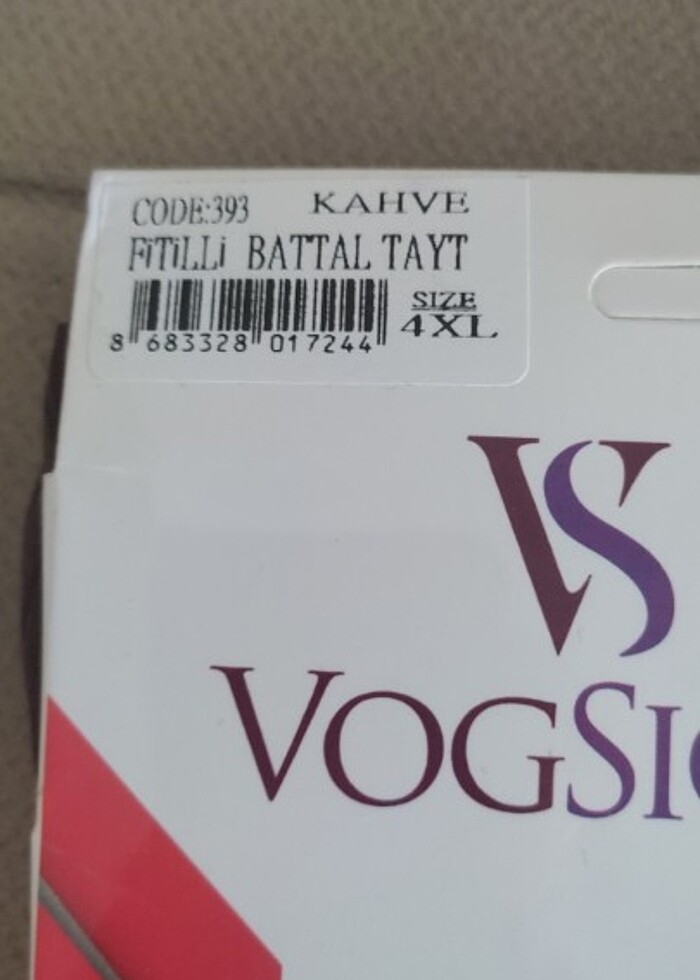 CODE:393 KAHVE
FiTiLLi BATTAL TAYT
SIZE
4XL
8 683328 017244
VS
VOGSI